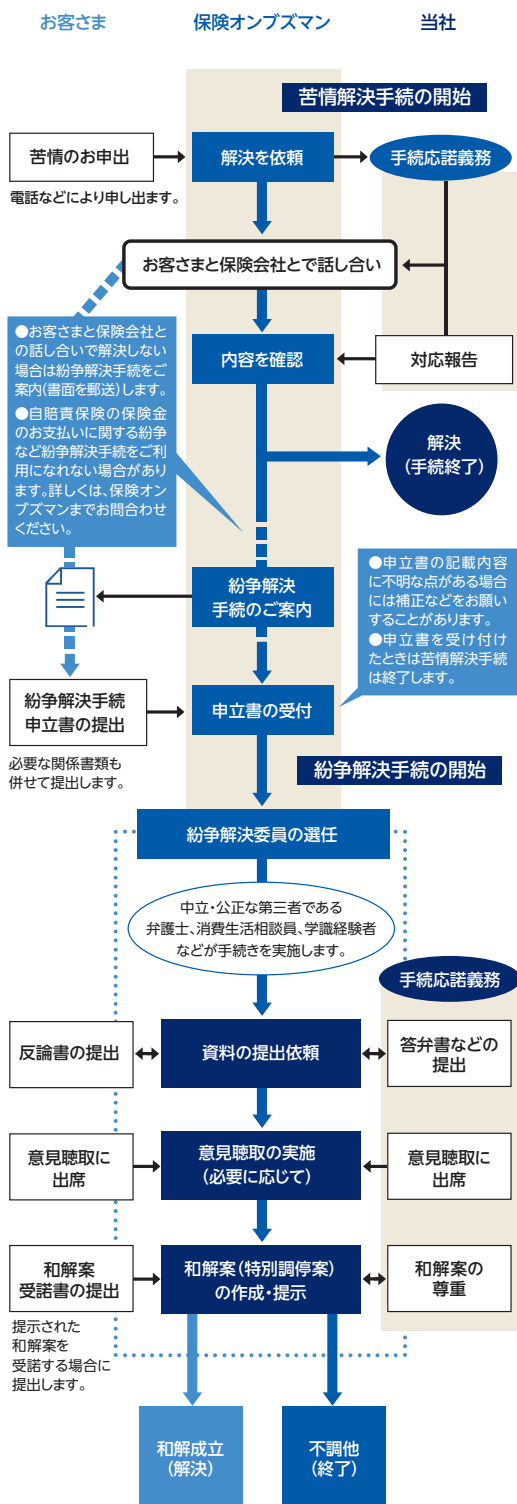 お客さま
保険オンブズマン
当社
苦情解決手続の開始
苦情のお申出
解決を依頼
手続応諾義務
電話などにより申し出ます。
お客さまと保険会社とで話し合い
●お客さまと保険会社と
の話し合いで解決しない
場合は紛争解決手続をご
案内(書面を郵送)します。
●自賠責保険の保険金
のお支払いに関する紛争
など紛争解決手続をご利
用になれない場合があり
ます。詳しくは、保険オン
ブズマンまでお問合わせ
ください。
内容を確認
対応報告
解決
(手続終了)
紛争解決
手続のご案内
●申立書の記載内容
に不明な点がある場合
には補正などをお願い
することがあります。
●申立書を受け付け
たときは苦情解決手続
は終了します。
紛争解決手続
申立書の提出
申立書の受付
必要な関係書類も
併せて提出します。
紛争解決手続の開始
紛争解決委員の選任
中立・公正な第三者である
弁護士、消費生活相談員、学識経験者
などが手続きを実施します。
手続応諾義務
反論書の提出
資料の提出依頼
答弁書などの
提出
意見聴取に
出席
意見聴取の実施
(必要に応じて)
意見聴取に
出席
和解案
受諾書の提出
和解案(特別調停案)
の作成・提示
和解案の
尊重
提示された
和解案を
受諾する場合に
提出します。
和解成立
(解決)
不調他
(終了)